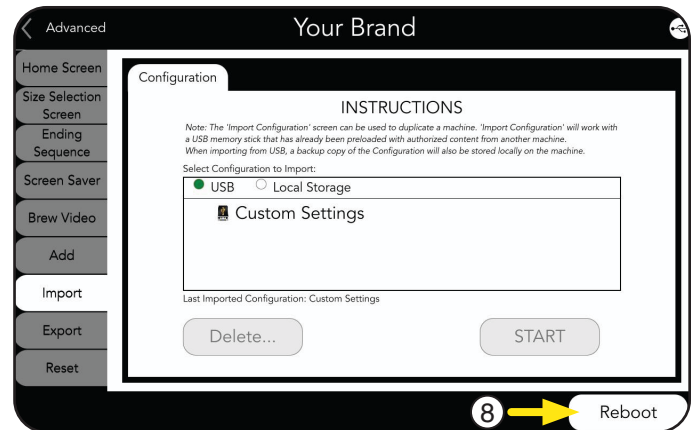 Advanced
Your Brand
Home Screen
Size Selection
Screen
Ending
Sequence
Screen Saver
Brew Video
Add
Import
Export
Reset
Configuration
INSTRUCTIONS
Note: The 'Import Configuration' screen can be used to duplicate a machine. 'Import Configuration' will work with
a USB memory stick that has already been preloaded with authorized content from another machine.
When importing from USB, a backup copy of the Configuration will also be stored locally on the machine.
Select Configuration to Import:
USB Local Storage
Custom Settings
Last Imported Configuration: Custom Settings
Delete... START
8 Reboot